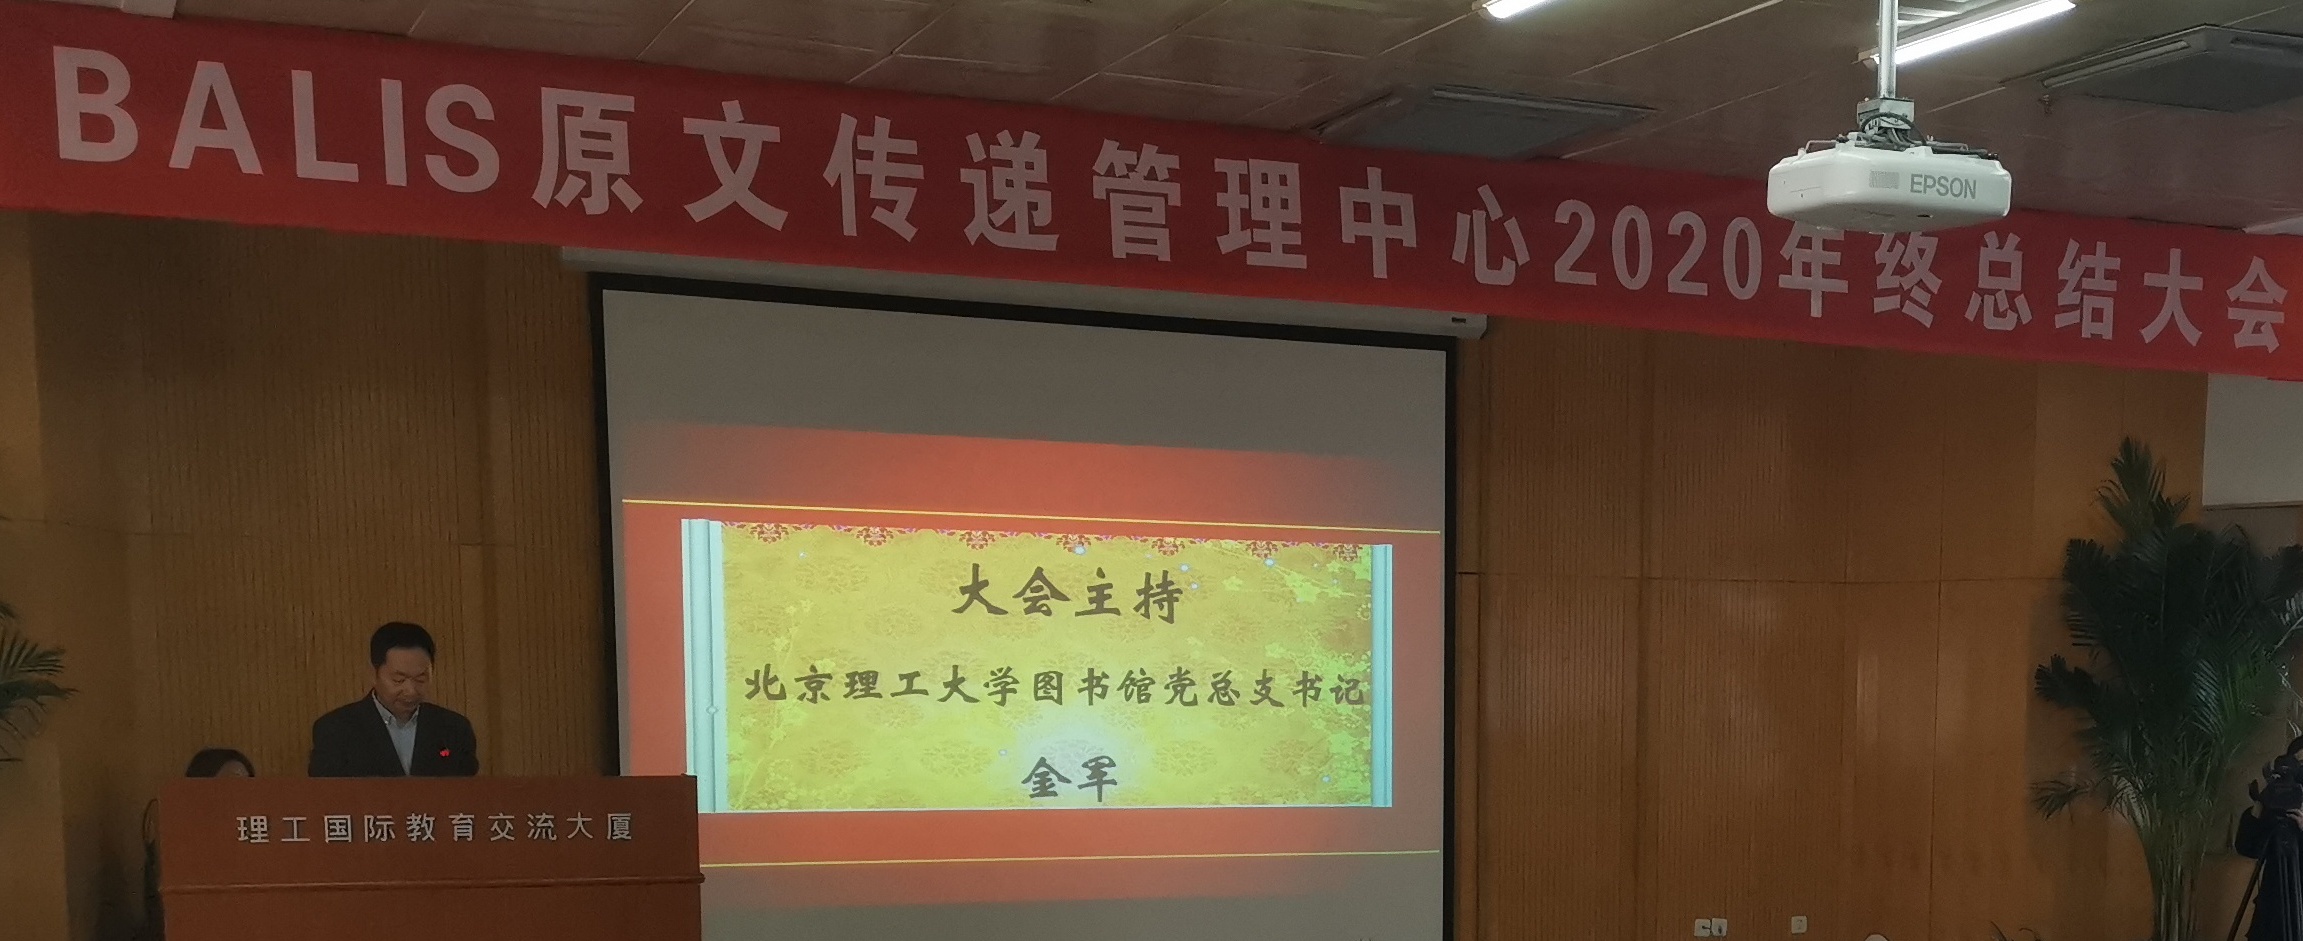 BALIS原文传递管理中心2020年终总结大会
EPSON
大会主持
北京理工大学图书馆党总支书记
金军
理工国际教育交流大厦